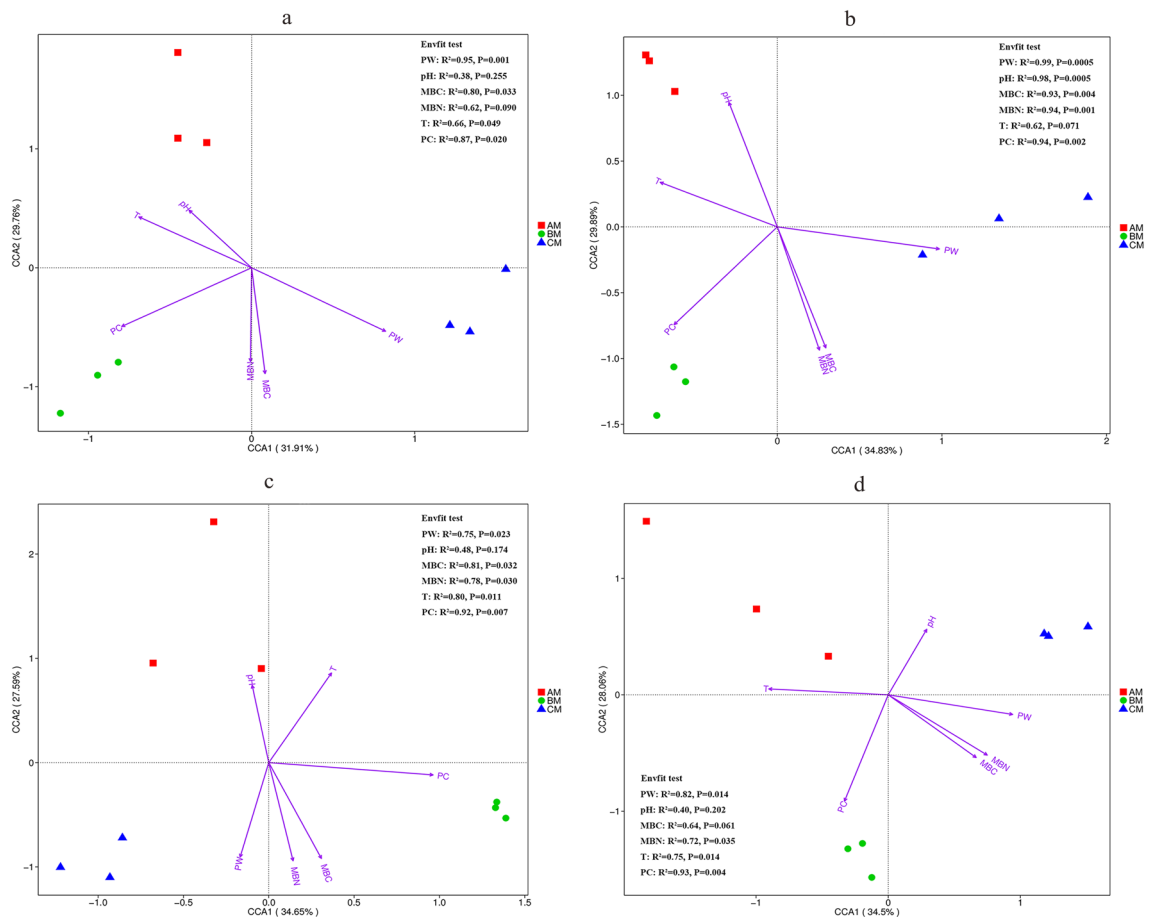 a
Envfit test
PW: R²=0.95, P=0.001
pH: R²=0.38, P=0.255
MBC: R²=0.80, P=0.033
MBN: R²=0.62, P=0.090
T: R²=0.66, P=0.049
PC: R²=0.87, P=0.020
1
0
−1
CCA2 ( 29.76% )
pH
T
PC
MBN
MBC
PW
AM
BM
CM
−1
0
1
CCA1 ( 31.91% )
b
Envfit test
PW: R²=0.99, P=0.0005
pH: R²=0.98, P=0.0005
MBC: R²=0.93, P=0.004
MBN: R²=0.94, P=0.001
T: R²=0.62, P=0.071
PC: R²=0.94, P=0.002
1.0
0.5
0.0
−0.5
−1.0
−1.5
CCA2 ( 29.89% )
pH
T
PW
PC
MBC
MBN
AM
BM
CM
0
1
2
CCA1 ( 34.83% )
c
Envfit test
PW: R²=0.75, P=0.023
pH: R²=0.48, P=0.174
MBC: R²=0.81, P=0.032
MBN: R²=0.78, P=0.030
T: R²=0.80, P=0.011
PC: R²=0.92, P=0.007
2
1
0
−1
CCA2 ( 27.59% )
T
pH
PC
PW
MBN
MBC
AM
BM
CM
−1.0
−0.5
0.0
0.5
1.0
1.5
CCA1 ( 34.65% )
d
1
0
−1
CCA2 ( 28.06% )
pH
T
PW
MBN
MBC
PC
AM
BM
CM
Envfit test
PW: R²=0.82, P=0.014
pH: R²=0.40, P=0.202
MBC: R²=0.64, P=0.061
MBN: R²=0.72, P=0.035
T: R²=0.75, P=0.014
PC: R²=0.93, P=0.004
−1
0
1
CCA1 ( 34.5% )